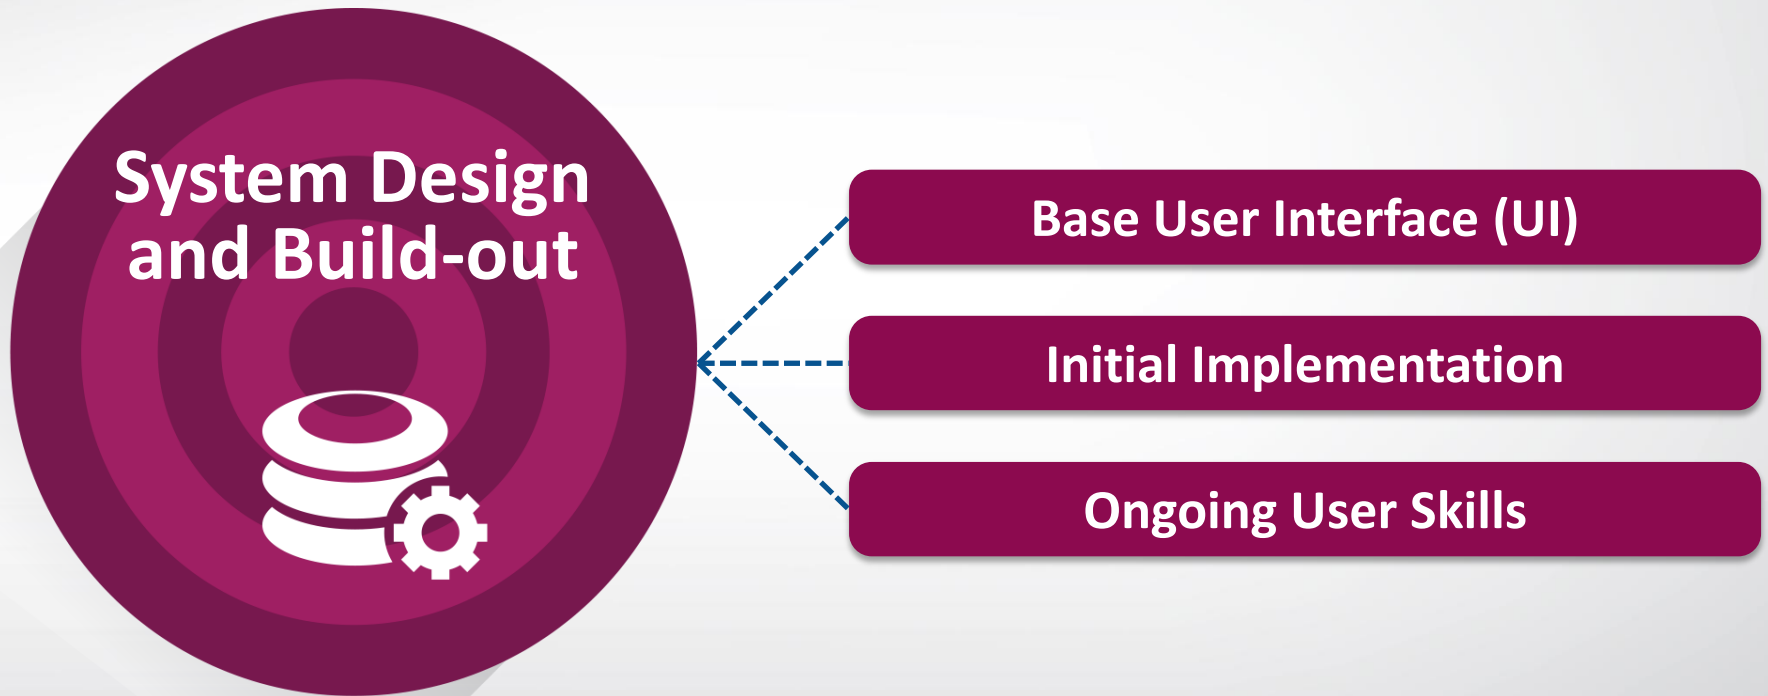 System Design
and Build-out
Base User Interface (UI)
Initial Implementation
Ongoing User Skills